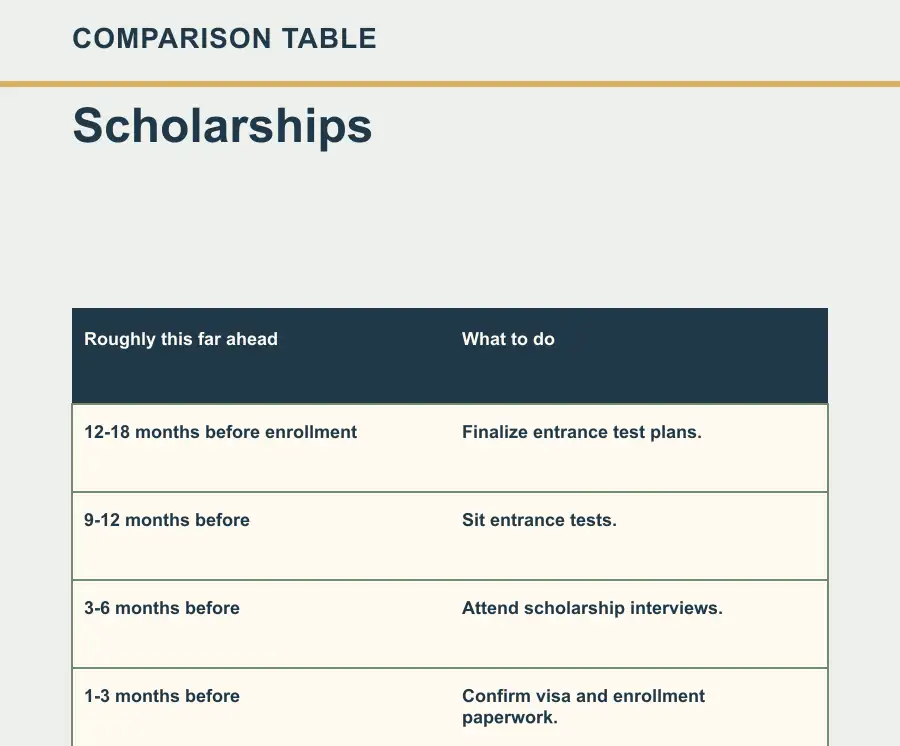 COMPARISON TABLE
Scholarships
Roughly this far ahead
What to do
12-18 months before enrollment
Finalize entrance test plans.
9-12 months before
Sit entrance tests.
3-6 months before
Attend scholarship interviews.
1-3 months before
Confirm visa and enrollment
paperwork.